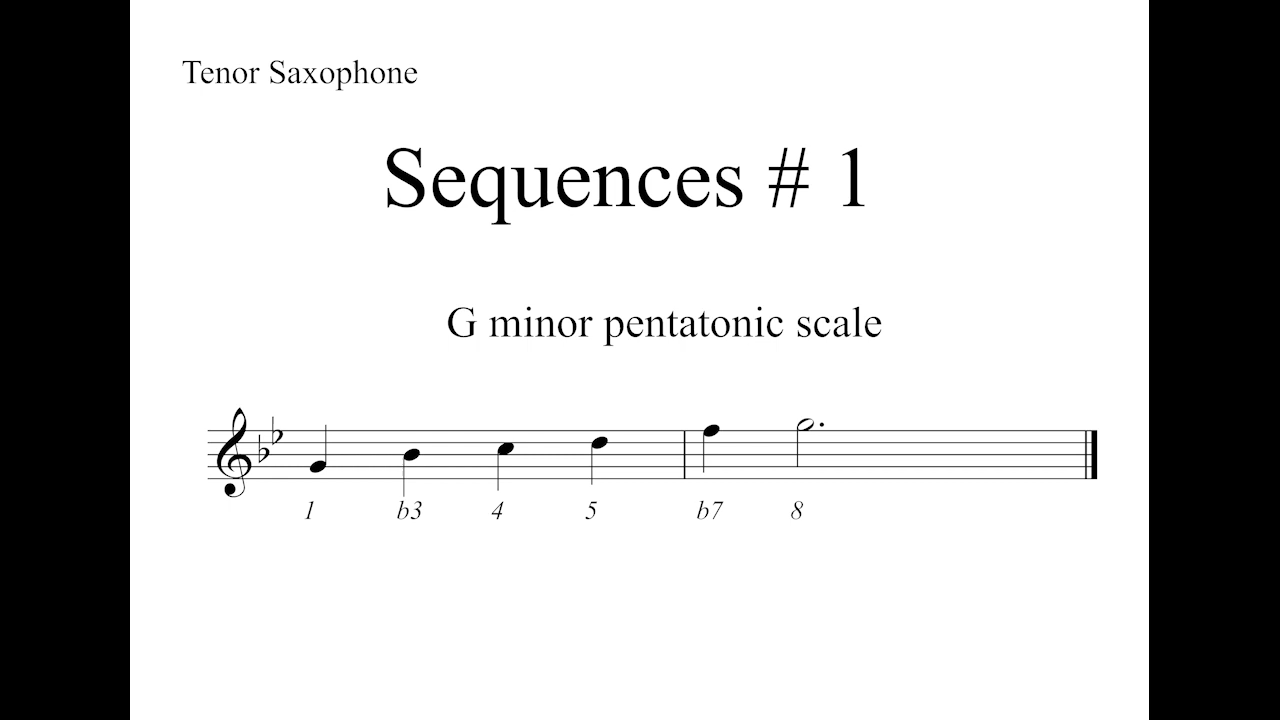 Tenor Saxophone
Sequences # 1
G minor pentatonic scale
1 b3 4 5 b7 8